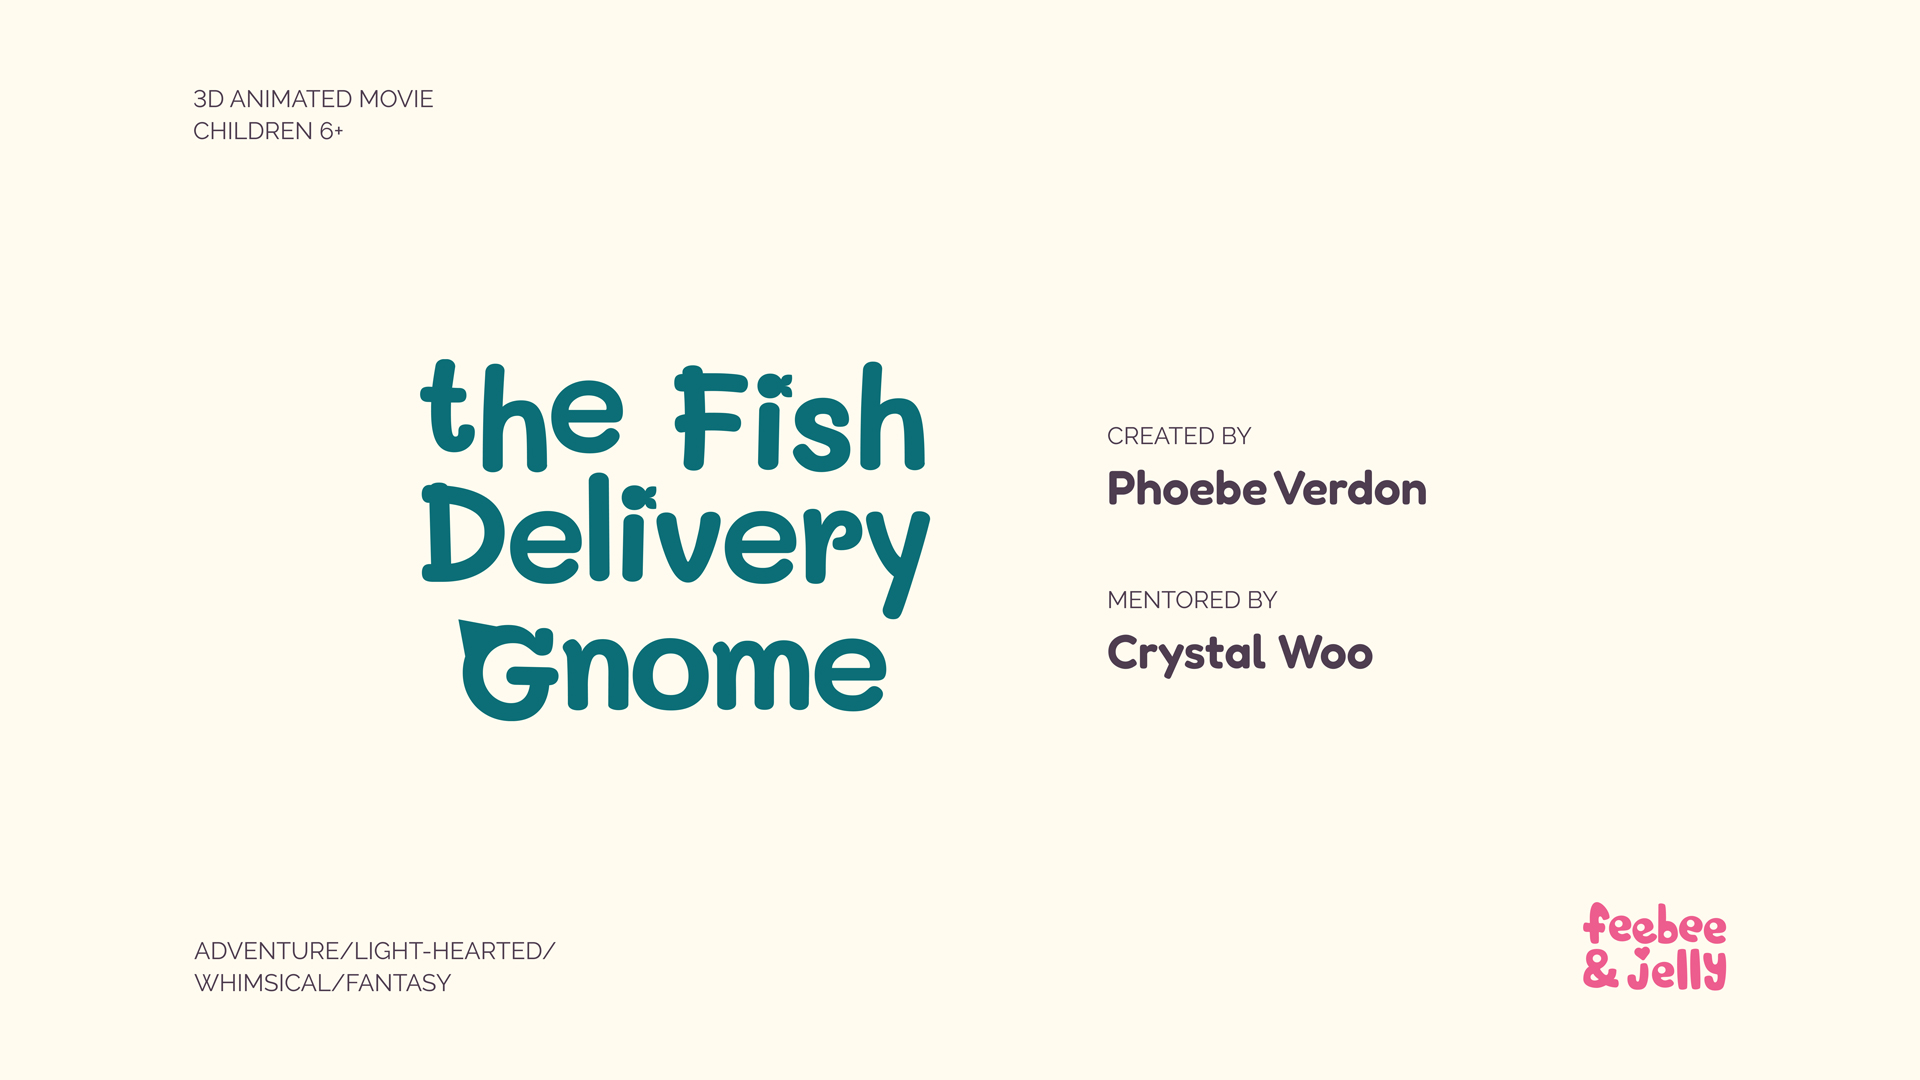 3D ANIMATED MOVIE
CHILDREN 6+
the Fish
Delivery
Gnome
CREATED BY
Phoebe Verdon
MENTORED BY
Crystal Woo
ADVENTURE/LIGHT-HEARTED/
WHIMSICAL/FANTASY
feebee
& jelly